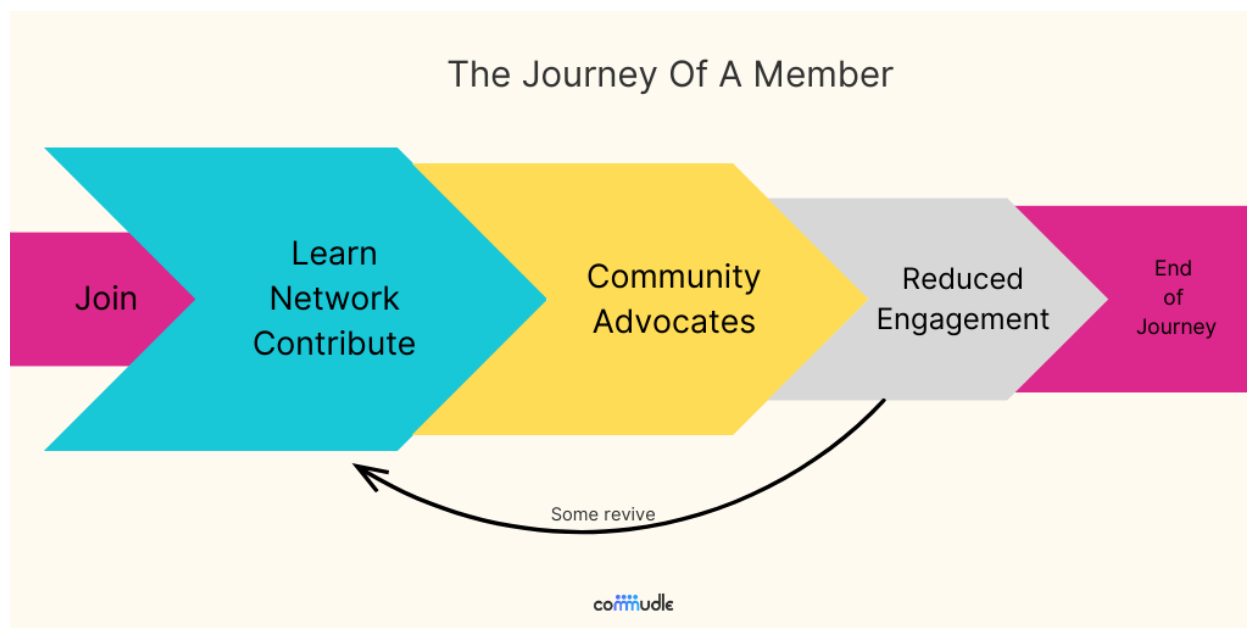 The Journey Of A Member
Join
Learn
Network
Contribute
Community
Advocates
Reduced
Engagement
End
of
Journey
Some revive
commudle